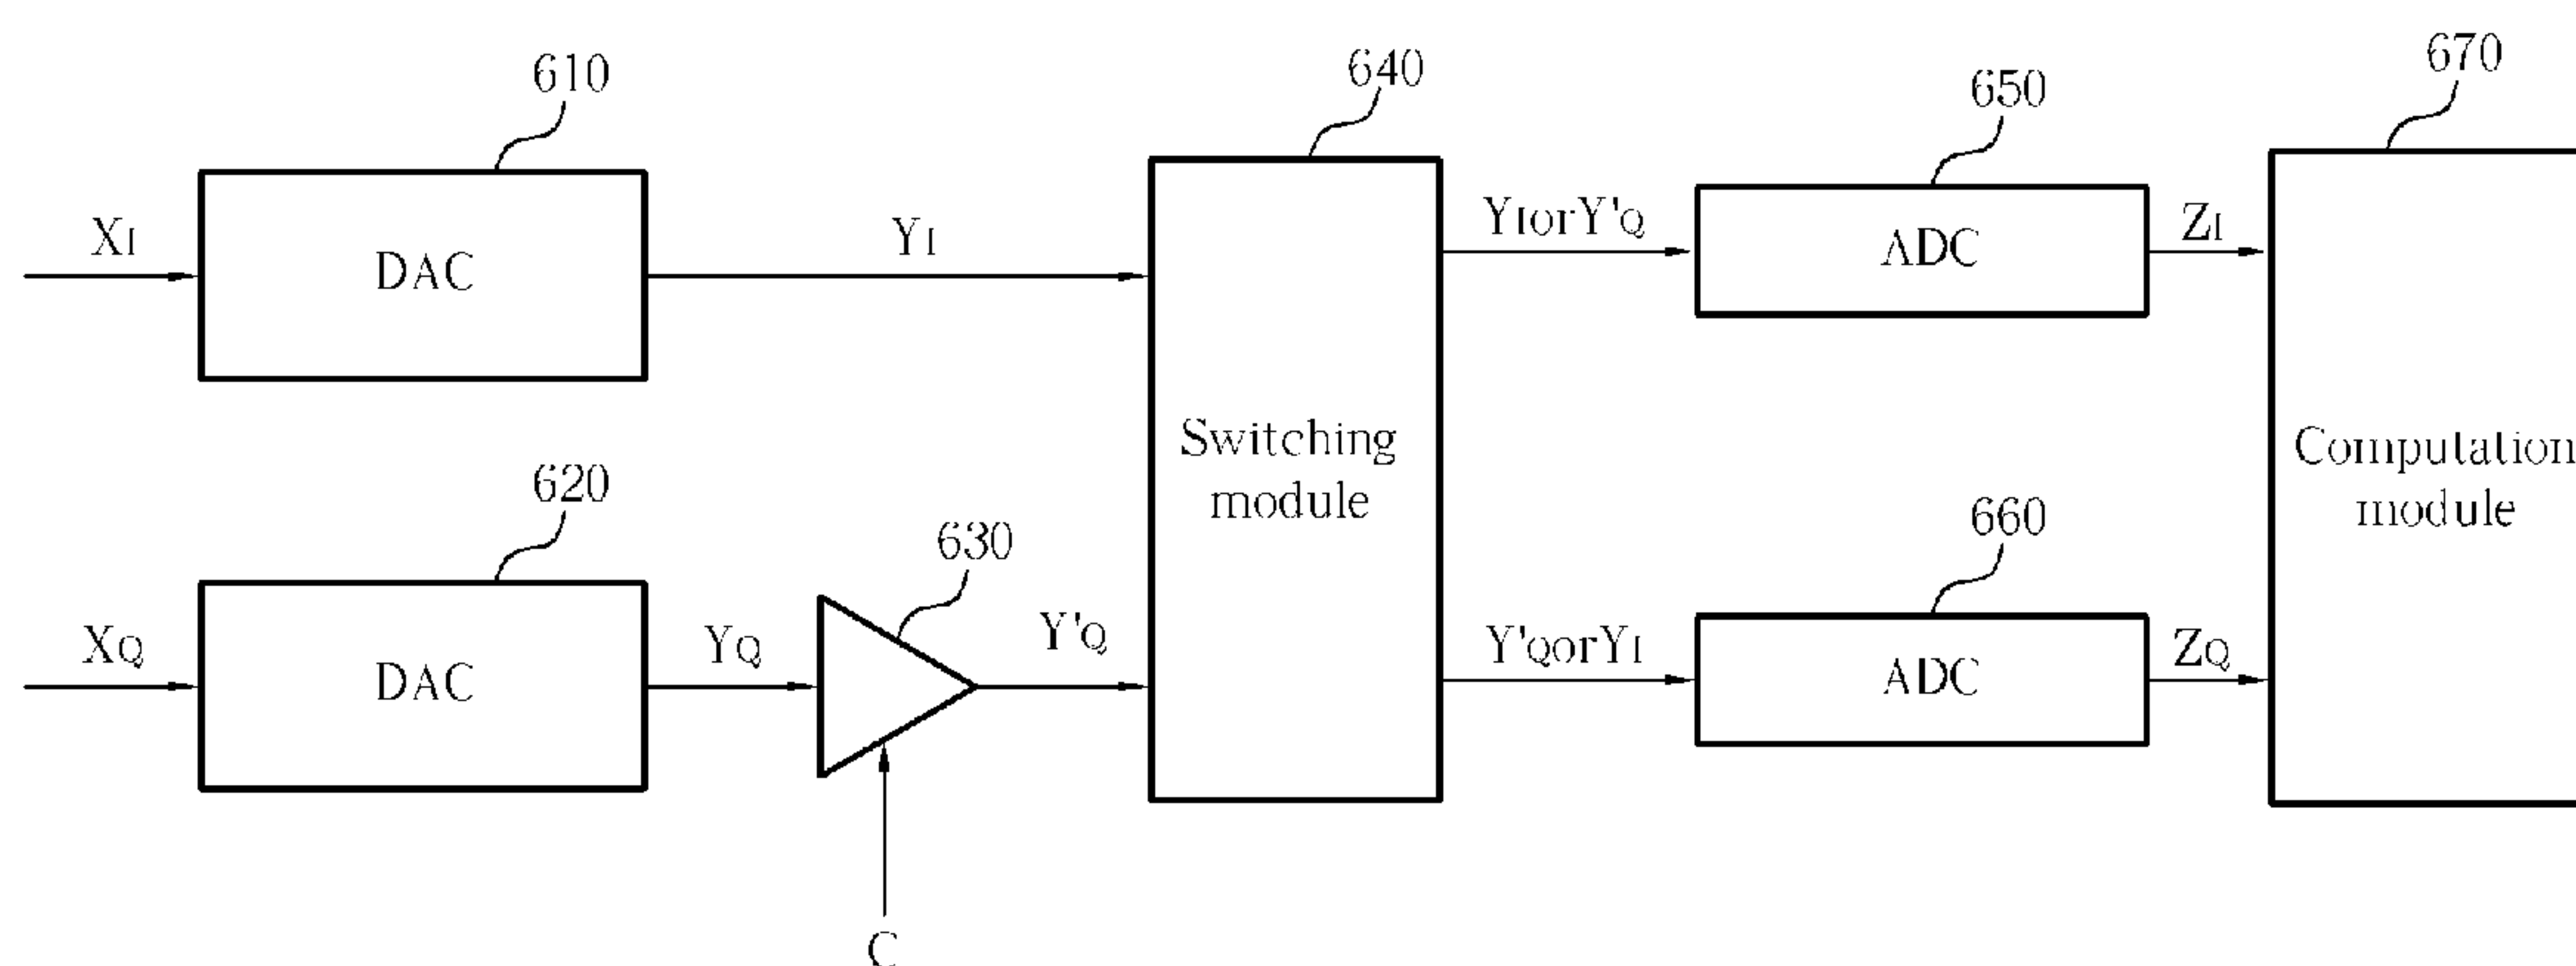 610
640
650
670
XI
DAC
YI
YIorY'Q
ADC
ZI
Switching
module
Computation
module
620
630
660
XQ
DAC
YQ
Y'Q
Y'QorYI
ADC
ZQ
C